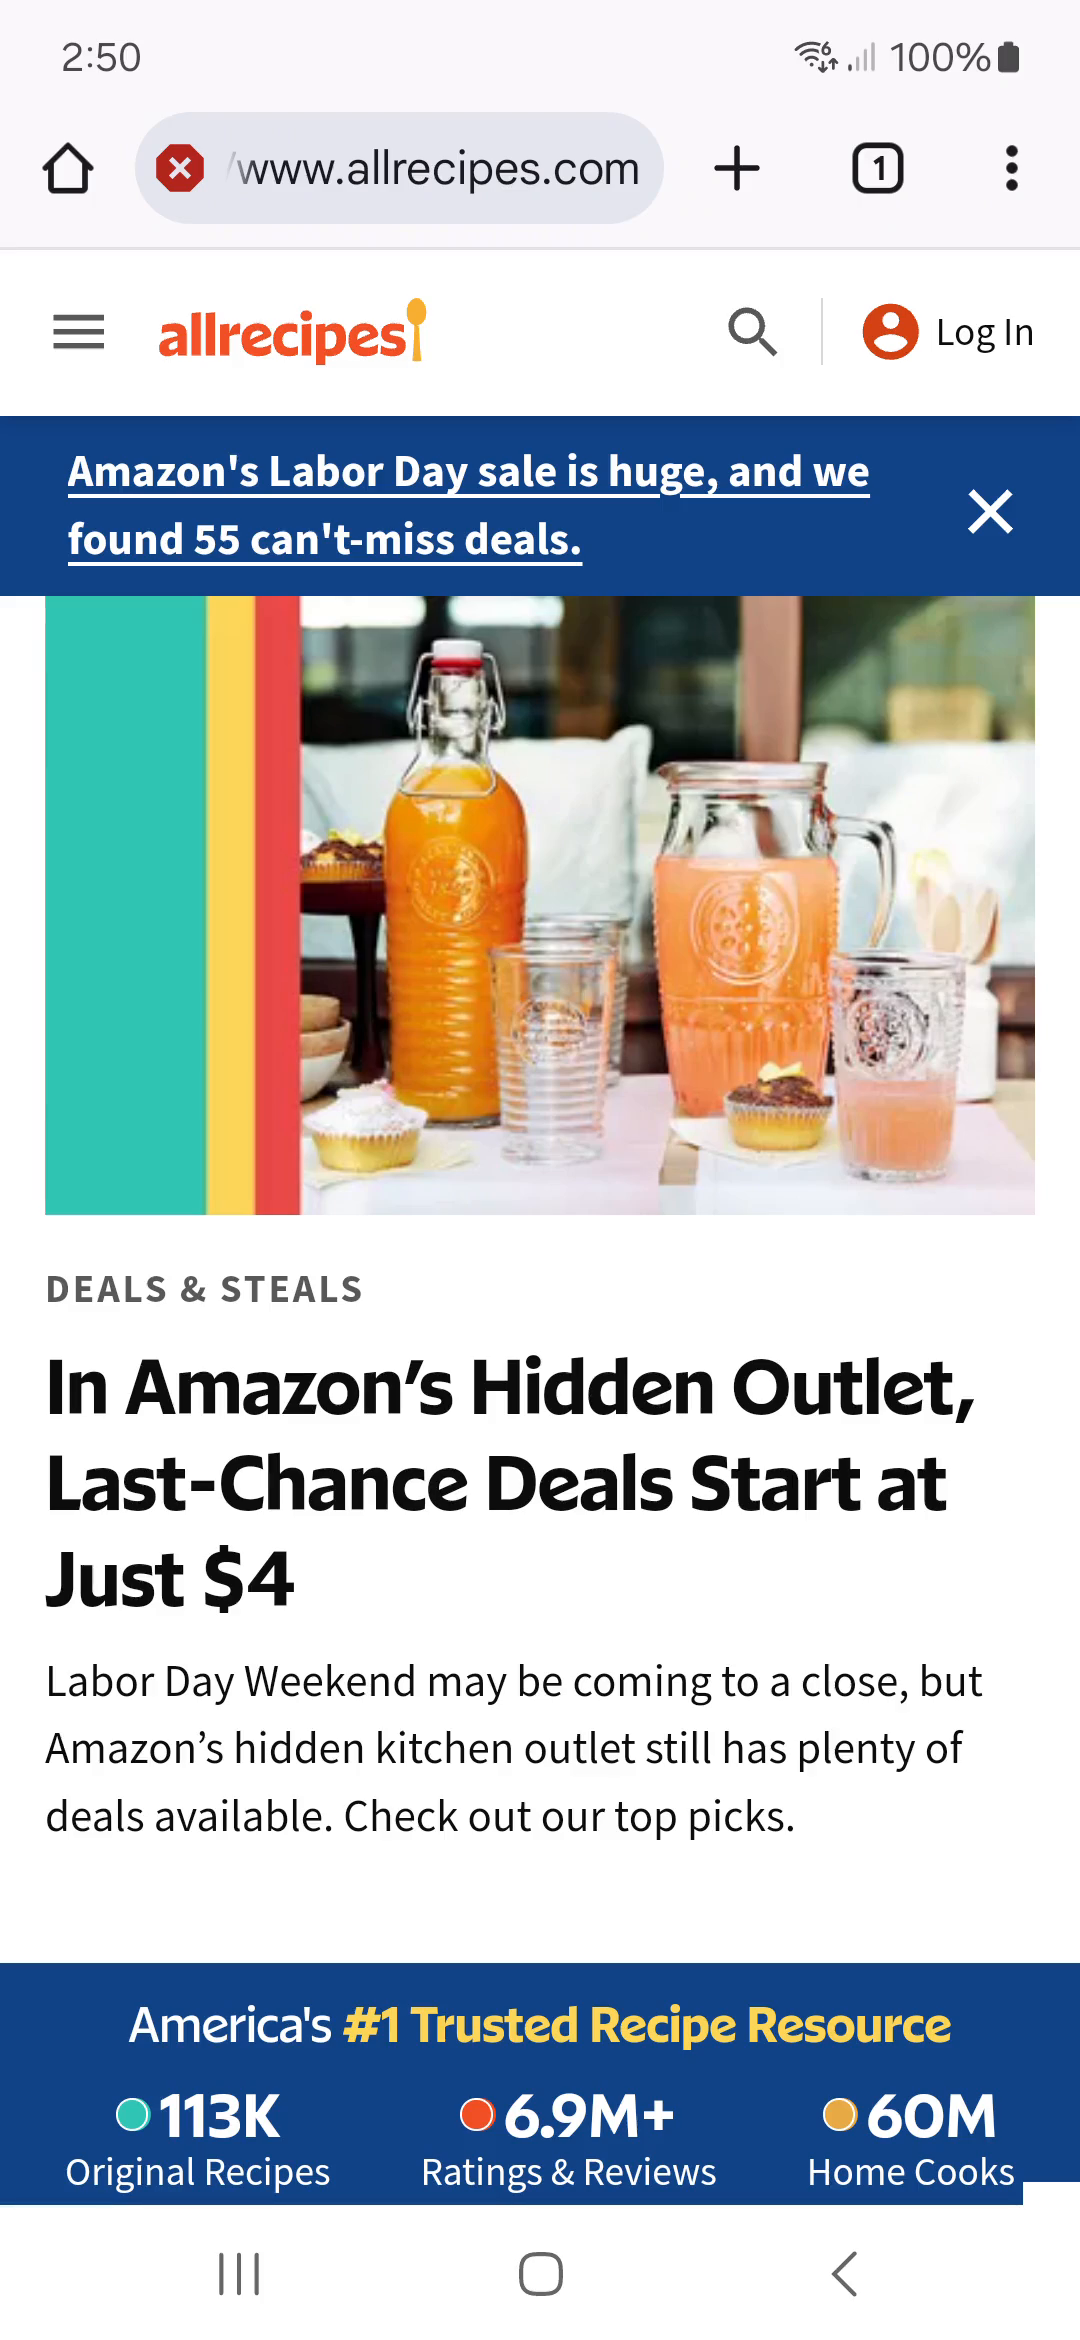 2:50
6
100%
/www.allrecipes.com
1
allrecipes
Log In
Amazon's Labor Day sale is huge, and we
found 55 can't-miss deals.
DEALS & STEALS
In Amazon’s Hidden Outlet,
Last-Chance Deals Start at
Just $4
Labor Day Weekend may be coming to a close, but
Amazon’s hidden kitchen outlet still has plenty of
deals available. Check out our top picks.
America's #1 Trusted Recipe Resource
113K
6.9M+
60M
Original Recipes
Ratings & Reviews
Home Cooks